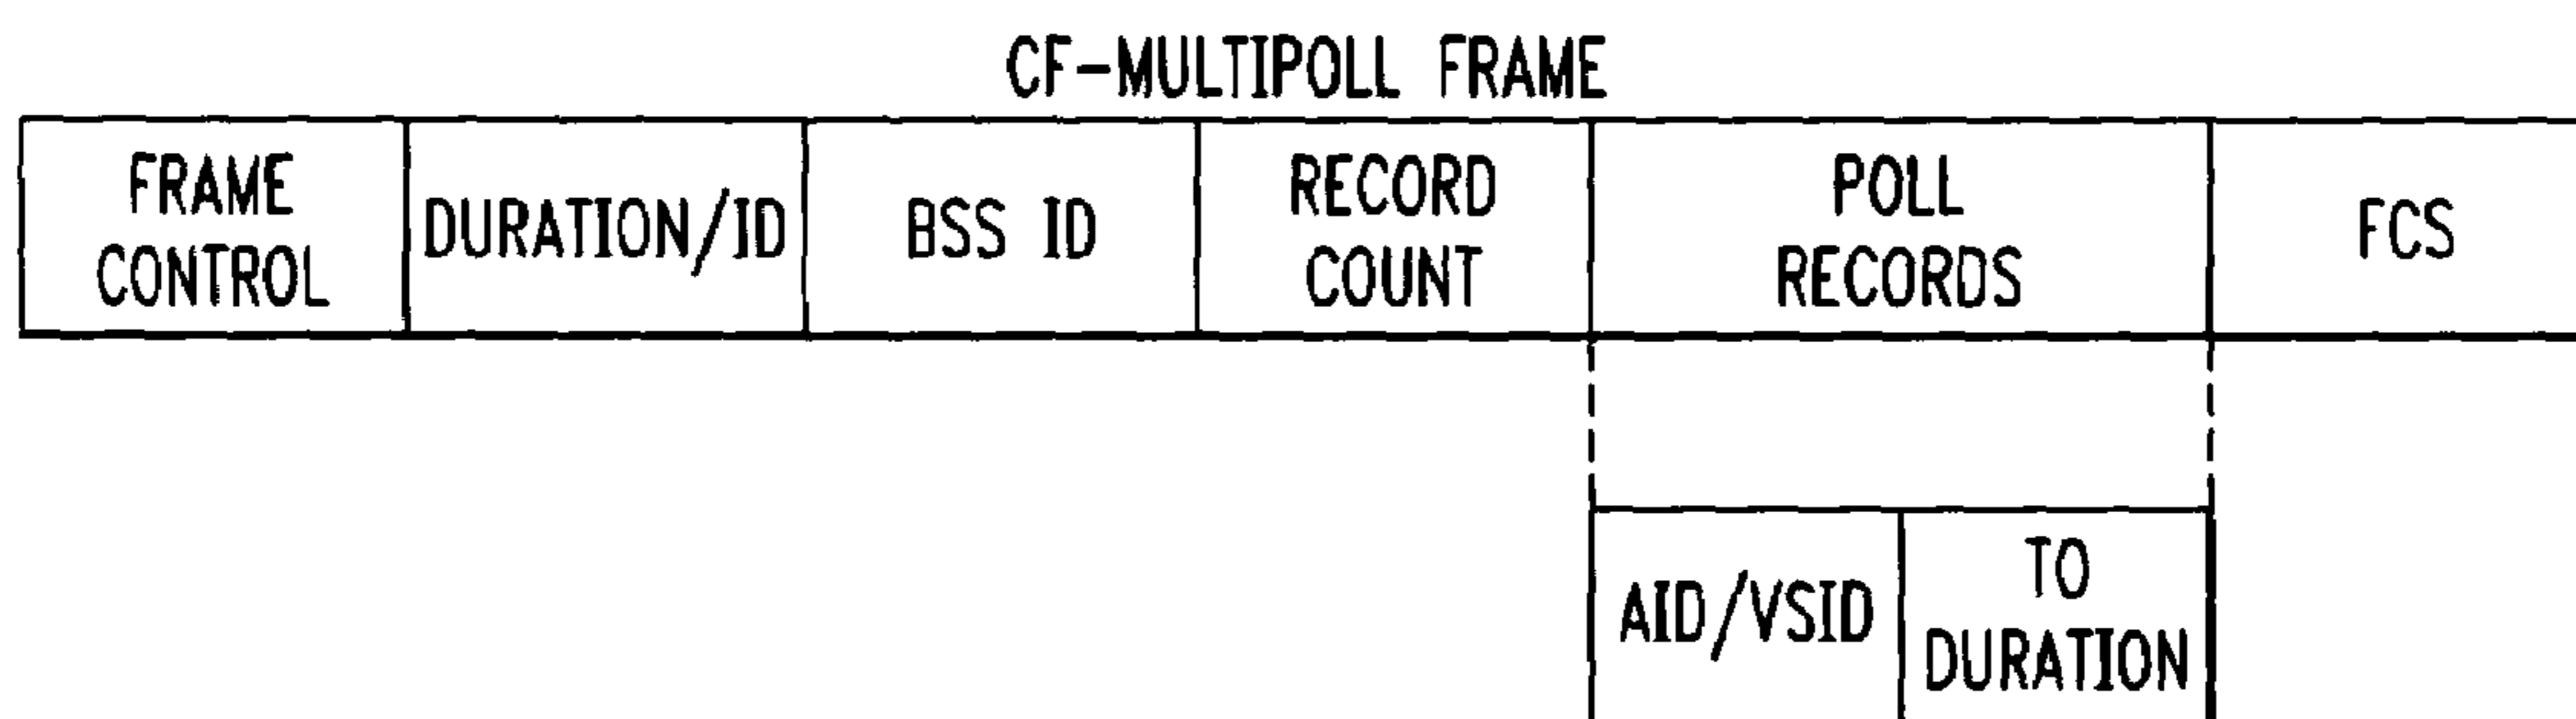 CF-MULTIPOLL FRAME
FRAME
CONTROL
DURATION/ID
BSS ID
RECORD
COUNT
POLL
RECORDS
FCS
AID/VSID
TO
DURATION